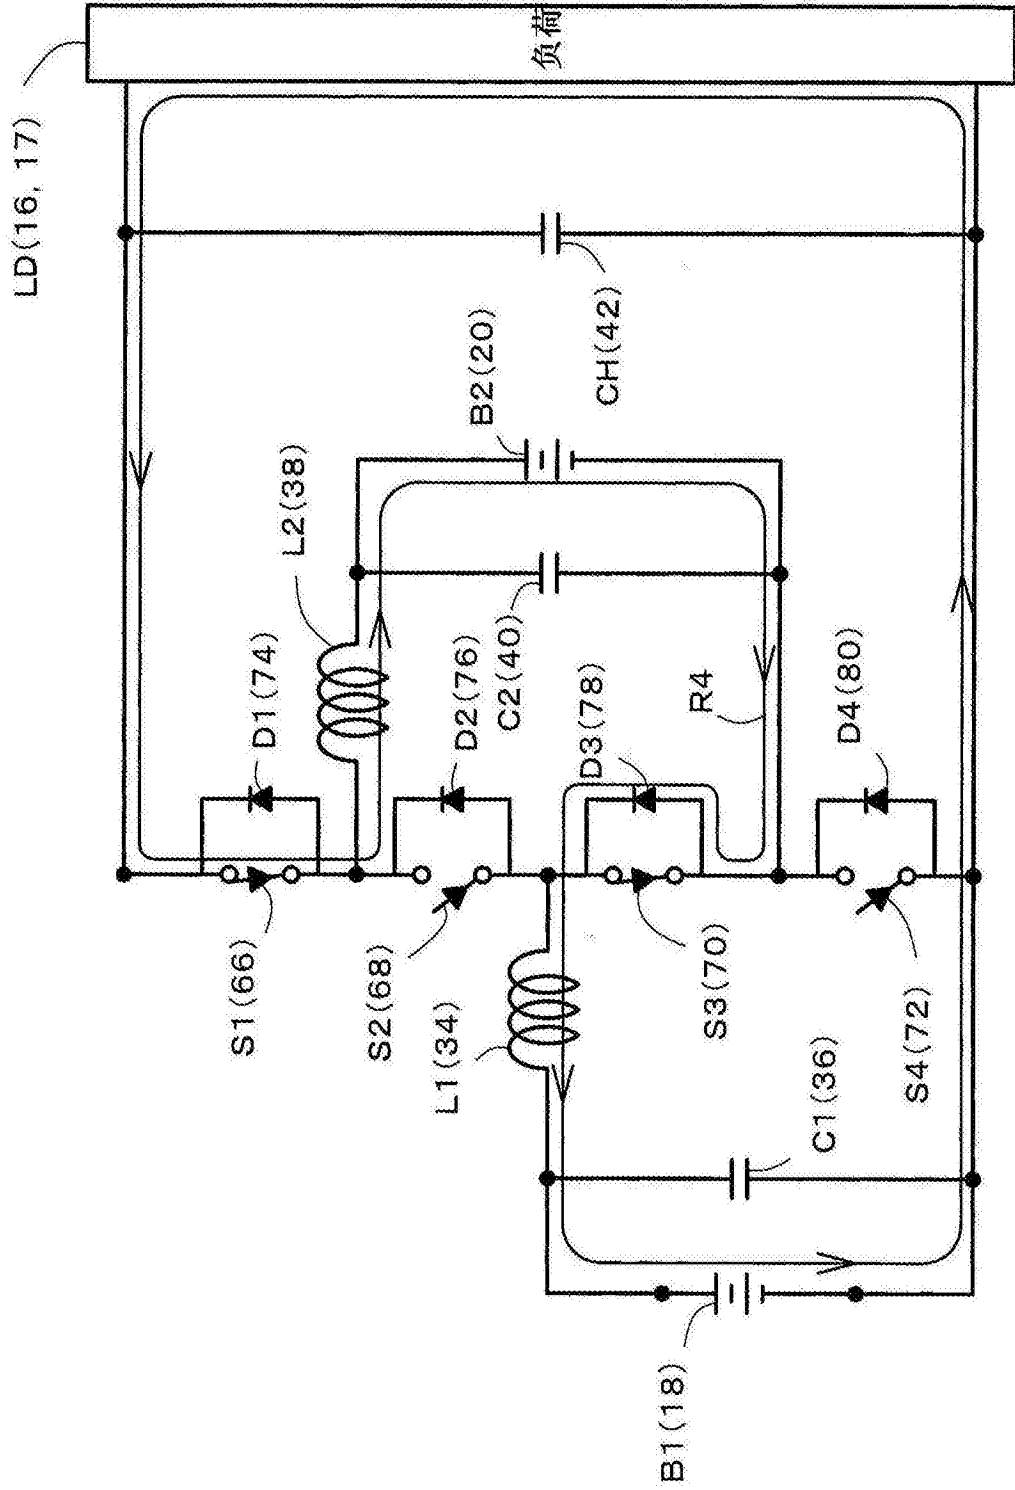 负荷
LD(16, 17)
CH(42)
B2(20)
L2(38)
C2(40)
D1(74)
D2(76)
D3(78)
R4
D4(80)
S1(66)
S2(68)
L1(34)
S3(70)
S4(72)
C1(36)
B1(18)